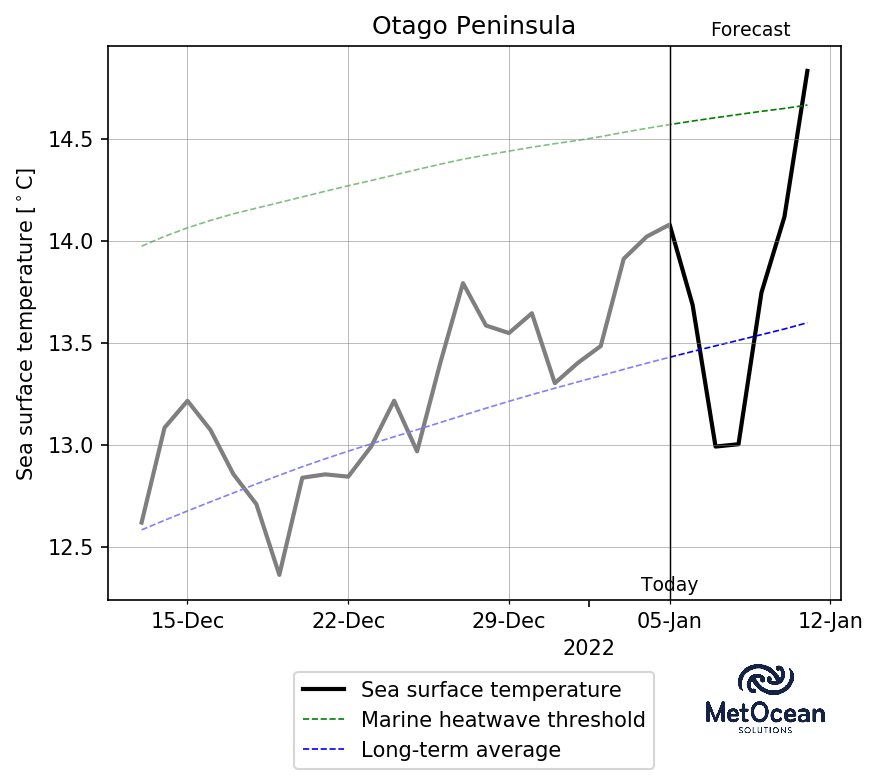 Otago Peninsula
Forecast
Sea surface temperature [°C]
14.5
14.0
13.5
13.0
12.5
Today
15-Dec 22-Dec 29-Dec 05-Jan 12-Jan
2022
Sea surface temperature
Marine heatwave threshold
Long-term average
MetOcean
SOLUTIONS